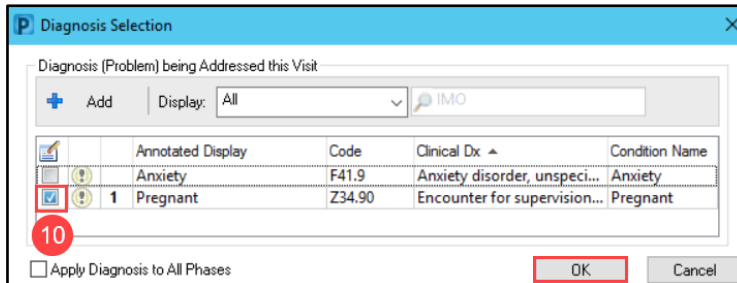 P Diagnosis Selection
Diagnosis (Problem) being Addressed this Visit
Add Display: All IMO
Annotated Display Code Clinical Dx Condition Name
Anxiety F41.9 Anxiety disorder, unspeci... Anxiety
1 Pregnant Z34.90 Encounter for supervision... Pregnant
10
Apply Diagnosis to All Phases OK Cancel